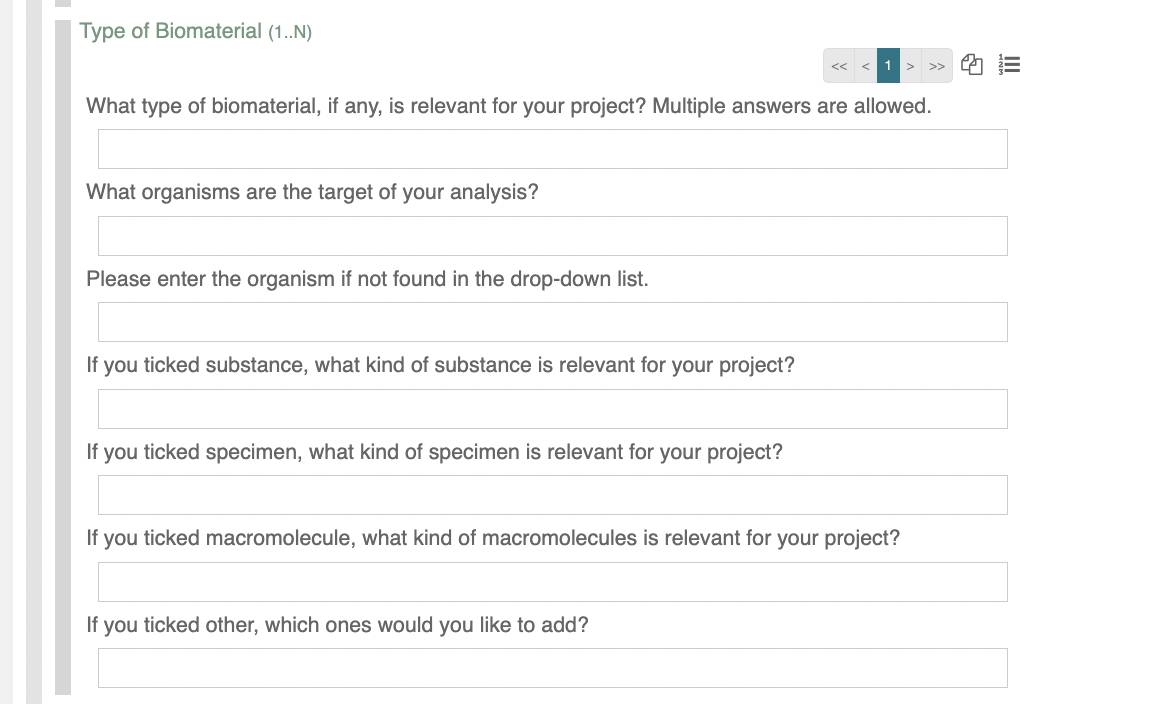 Type of Biomaterial (1..N)
<< < 1 > >>
What type of biomaterial, if any, is relevant for your project? Multiple answers are allowed.
What organisms are the target of your analysis?
Please enter the organism if not found in the drop-down list.
If you ticked substance, what kind of substance is relevant for your project?
If you ticked specimen, what kind of specimen is relevant for your project?
If you ticked macromolecule, what kind of macromolecules is relevant for your project?
If you ticked other, which ones would you like to add?